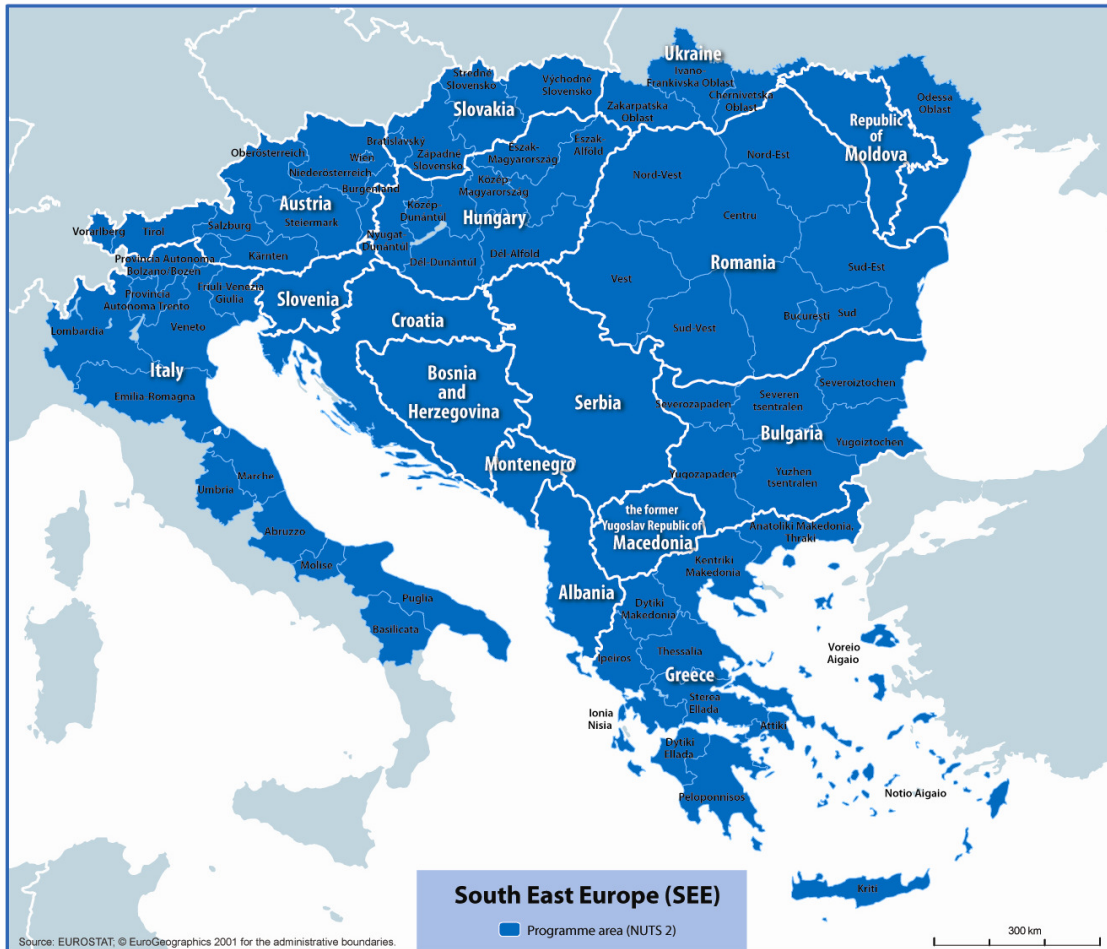 Ukraine
Ivano
Frankivska Oblast
Chernivetska
Oblast
Zakarpatska
Oblast
Odessa
Oblast
Republic
of
Moldova
Stredné
Slovensko
Východné
Slovensko
Slovakia
Bratislavský
Západné
Slovensko
Oberösterreich
Wien
Niederösterreich
Burgenland
Austria
Steiermark
Salzburg
Vorarlberg
Tirol
Kärnten
Észak-
Magyarország
Észak
Alföld
Közép
Magyarország
Közép
Dunántúl
Hungary
Nyugat
Dunántúl
Dél-Dunántúl
Dél-Alföld
Nord-Est
Nord-Vest
Centru
Romania
Vest
Sud-Est
Sud-Vest
Bucureşti
Sud
Provincia Autonoma
Bolzano-Bozen
Provincia
Autonoma Trento
Friuli-Venezia
Giulia
Lombardia
Veneto
Italy
Emilia-Romagna
Marche
Umbria
Abruzzo
Molise
Puglia
Basilicata
Slovenia
Croatia
Bosnia
and
Herzegovina
Serbia
Montenegro
Albania
the former
Yugoslav Republic of
Macedonia
Severozapaden
Severen
tsentralen
Severoiztochen
Bulgaria
Yugoiztochen
Yugozapaden
Yuzhen
tsentralen
Anatoliki Makedonia,
Thraki
Kentriki
Makedonia
Dytiki
Makedonia
Ipeiros
Thessalia
Greece
Sterea
Ellada
Voreio
Aigaio
Ionia
Nisia
Attiki
Dytiki
Ellada
Peloponnisos
Notio Aigaio
Kriti
South East Europe (SEE)
Programme area (NUTS 2)
300 km
Source: EUROSTAT; © EuroGeographics 2001 for the administrative boundaries.